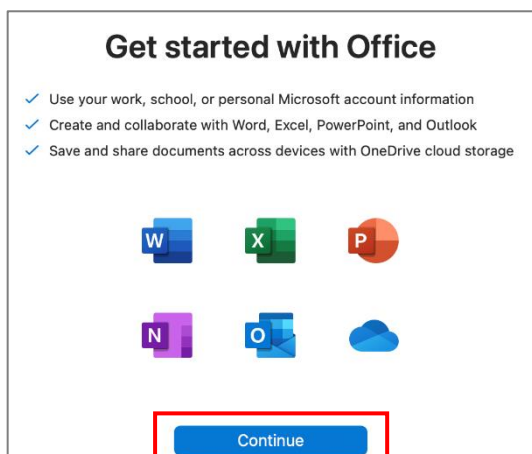 Get started with Office
Use your work, school, or personal Microsoft account information
Create and collaborate with Word, Excel, PowerPoint, and Outlook
Save and share documents across devices with OneDrive cloud storage
W X P
N O
Continue